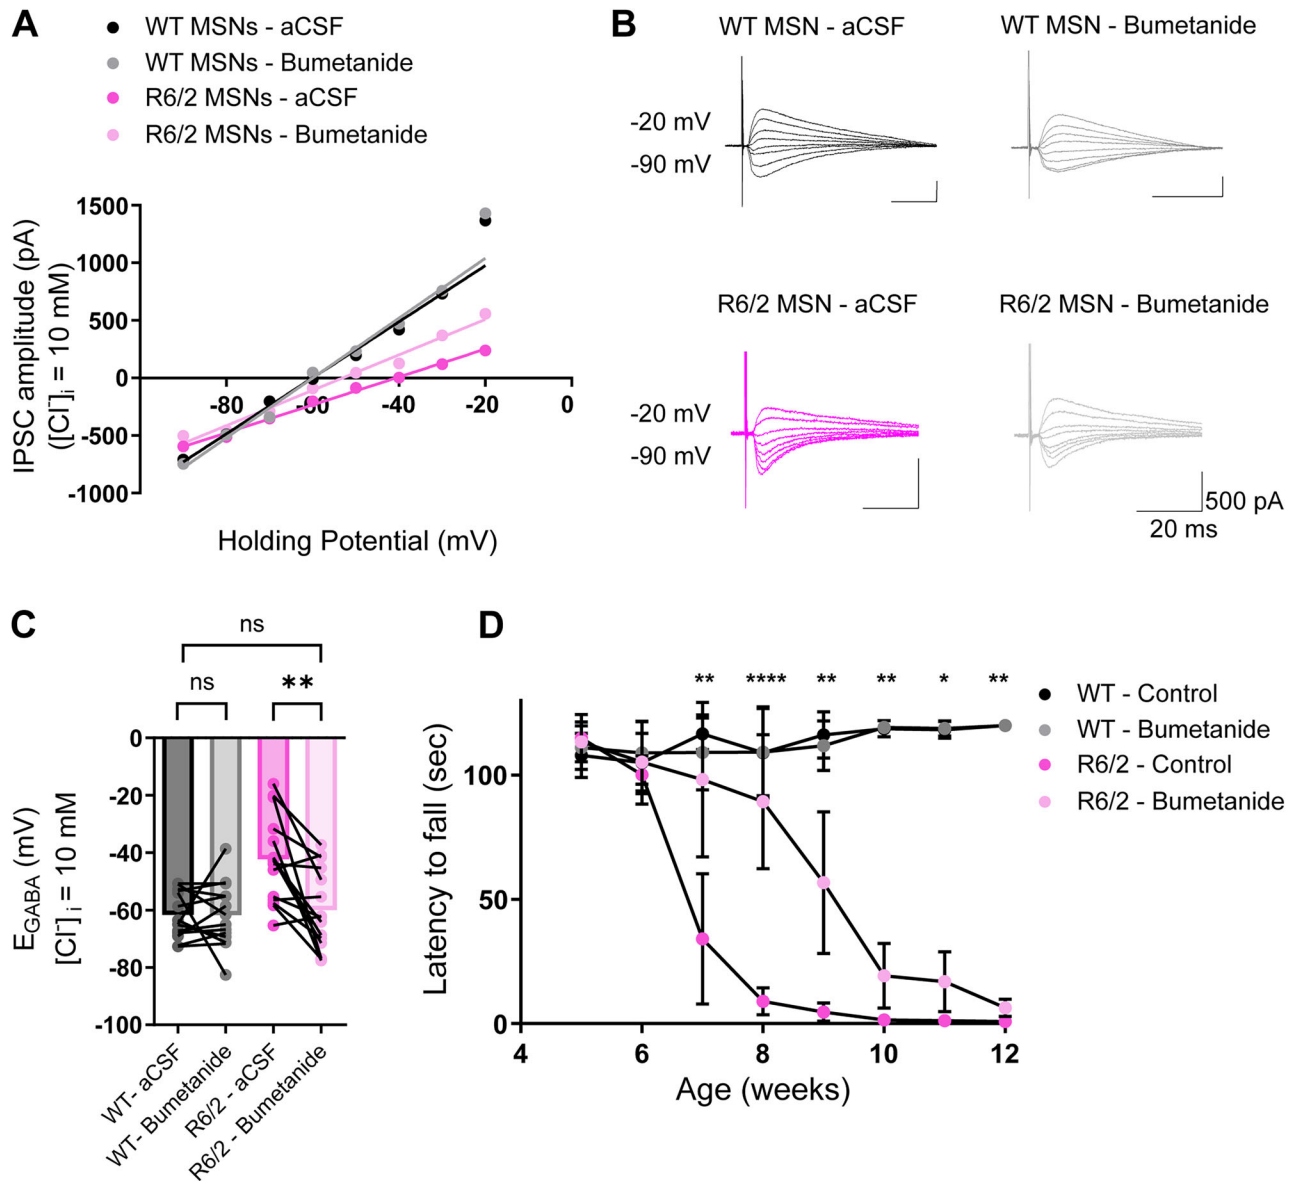 A
WT MSNs - aCSF
WT MSNs - Bumetanide
R6/2 MSNs - aCSF
R6/2 MSNs - Bumetanide
IPSC amplitude (pA)
([Cl-]i = 10 mM)
1500
1000
500
0
-500
-1000
-80
-60
-40
-20
0
Holding Potential (mV)
B
WT MSN - aCSF
WT MSN - Bumetanide
-20 mV
-90 mV
R6/2 MSN - aCSF
R6/2 MSN - Bumetanide
-20 mV
-90 mV
500 pA
20 ms
C
ns
ns
**
EGABA (mV)
[Cl-]i = 10 mM
0
-20
-40
-60
-80
-100
WT- aCSF
WT- Bumetanide
R6/2 - aCSF
R6/2 - Bumetanide
D
** **** ** ** * **
WT - Control
WT - Bumetanide
R6/2 - Control
R6/2 - Bumetanide
Latency to fall (sec)
100
50
0
4 6 8 10 12
Age (weeks)